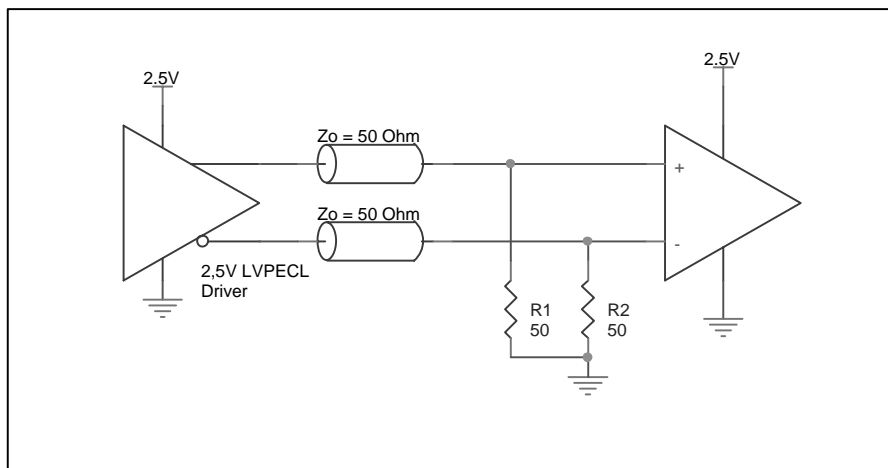 2.5V
2.5V
Zo = 50 Ohm
+
Zo = 50 Ohm
-
2,5V LVPECL
Driver
R1
50
R2
50